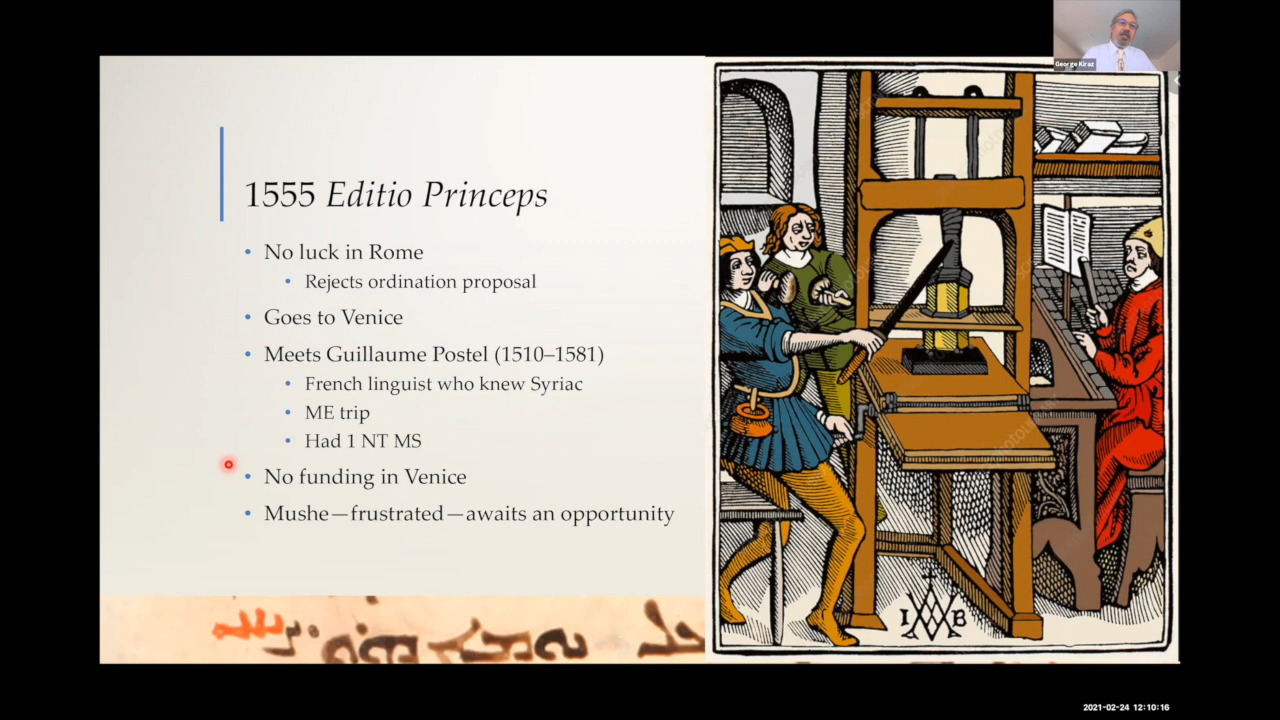 George Kiraz
1555 Editio Princeps
• No luck in Rome
• Rejects ordination proposal
• Goes to Venice
• Meets Guillaume Postel (1510–1581)
• French linguist who knew Syriac
• ME trip
• Had 1 NT MS
• No funding in Venice
• Mushe—frustrated—awaits an opportunity
I B
2021-02-24 12:10:16